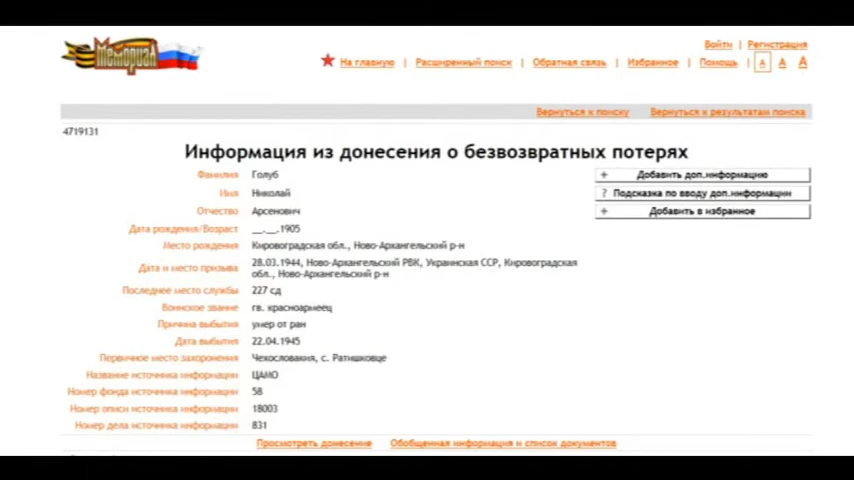 Мемориал
Войти | Регистрация
На главную | Расширенный поиск | Обратная связь | Избранное | Помощь | А А А
Вернуться к поиску Вернуться к результатам поиска
4719131
Информация из донесения о безвозвратных потерях
Фамилия Голуб
+ Добавить доп.информацию
Имя Николай
? Подсказка по вводу доп.информации
Отчество Арсенович
+ Добавить в избранное
Дата рождения/Возраст __.__.1905
Место рождения Кировоградская обл., Ново-Архангельский р-н
Дата и место призыва 28.03.1944, Ново-Архангельский РВК, Украинская ССР, Кировоградская
обл., Ново-Архангельский р-н
Последнее место службы 227 сд
Воинское звание гв. красноармеец
Причина выбытия умер от ран
Дата выбытия 22.04.1945
Первичное место захоронения Чехословакия, с. Ратишковце
Название источника информации ЦАМО
Номер фонда источника информации 58
Номер описи источника информации 18003
Номер дела источника информации 831
Просмотреть донесение Обобщенная информация и список документов